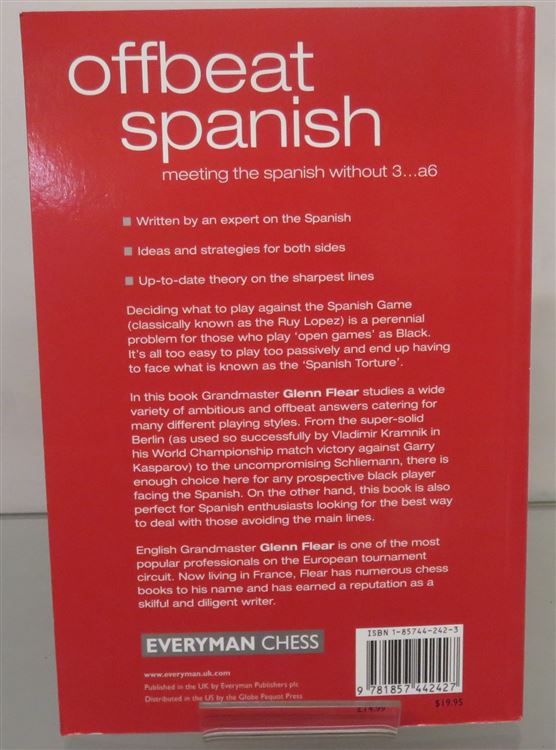 offbeat
spanish
meeting the spanish without 3...a6
Written by an expert on the Spanish
Ideas and strategies for both sides
Up-to-date theory on the sharpest lines
Deciding what to play against the Spanish Game
(classically known as the Ruy Lopez) is a perennial
problem for those who play 'open games' as Black.
It's all too easy to play too passively and end up having
to face what is known as the 'Spanish Torture'.
In this book Grandmaster Glenn Flear studies a wide
variety of ambitious and offbeat answers catering for
many different playing styles. From the super-solid
Berlin (as used so successfully by Vladimir Kramnik in
his World Championship match victory against Garry
Kasparov) to the uncompromising Schliemann, there is
enough choice here for any prospective black player
facing the Spanish. On the other hand, this book is also
perfect for Spanish enthusiasts looking for the best way
to deal with those avoiding the main lines.
English Grandmaster Glenn Flear is one of the most
popular professionals on the European tournament
circuit. Now living in France, Flear has numerous chess
books to his name and has earned a reputation as a
skilful and diligent writer.
EVERYMAN CHESS
www.everyman.uk.com
Published in the UK by Everyman Publishers plc
Distributed in the US by the Globe Pequot Press
ISBN 1-85744-242-3
9 781857 442427
£14.99
$19.95